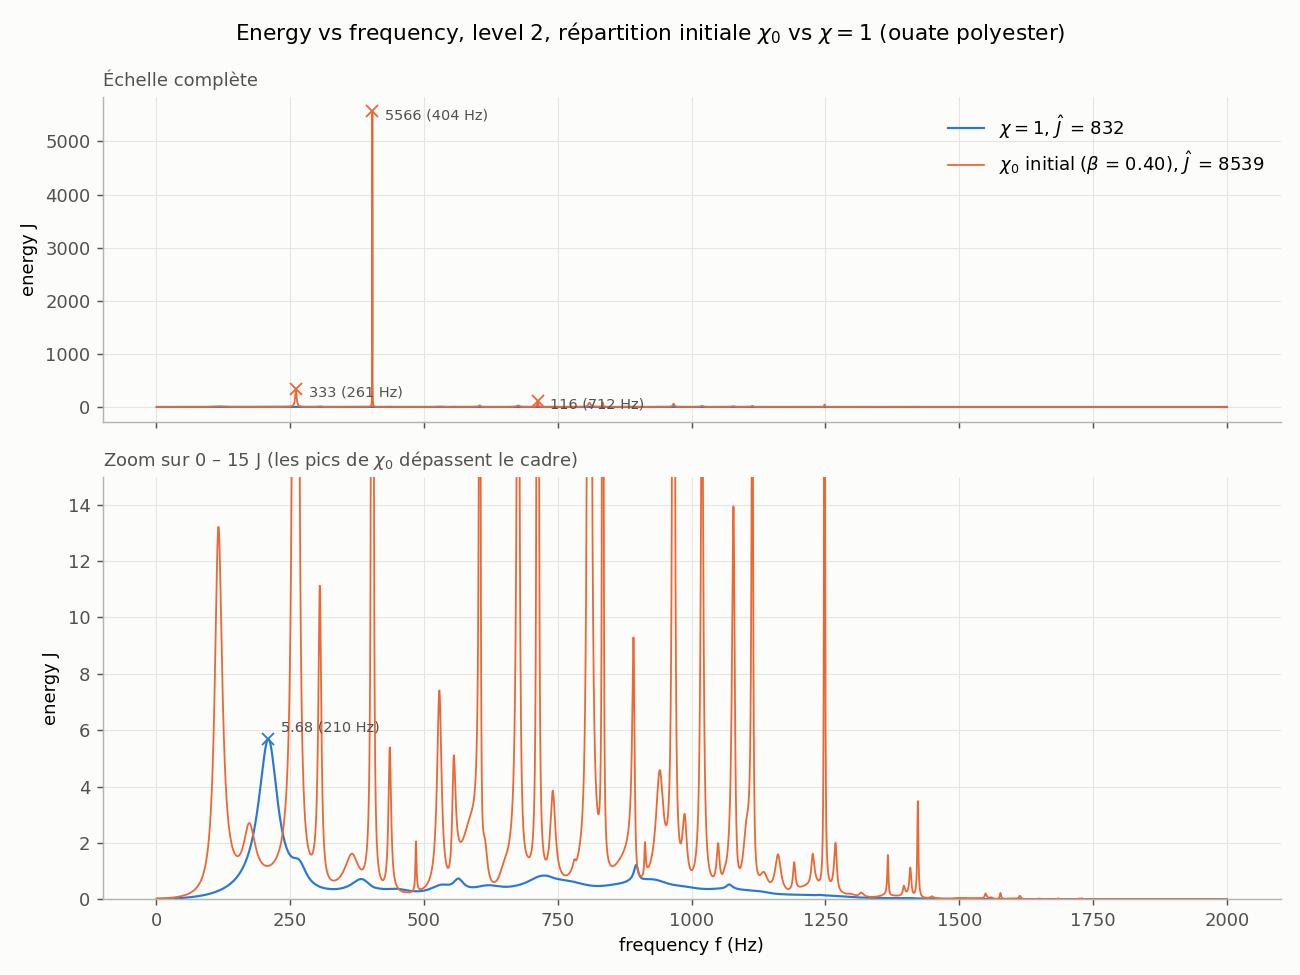 Energy vs frequency, level 2, répartition initiale χ₀ vs χ = 1 (ouate polyester)
Échelle complète
energy J
5000
4000
3000
2000
1000
0
5566 (404 Hz)
333 (261 Hz)
116 (712 Hz)
χ = 1, Ĵ = 832
χ₀ initial (β = 0.40), Ĵ = 8539
Zoom sur 0 – 15 J (les pics de χ₀ dépassent le cadre)
energy J
14
12
10
8
6
4
2
0
5.68 (210 Hz)
0 250 500 750 1000 1250 1500 1750 2000
frequency f (Hz)